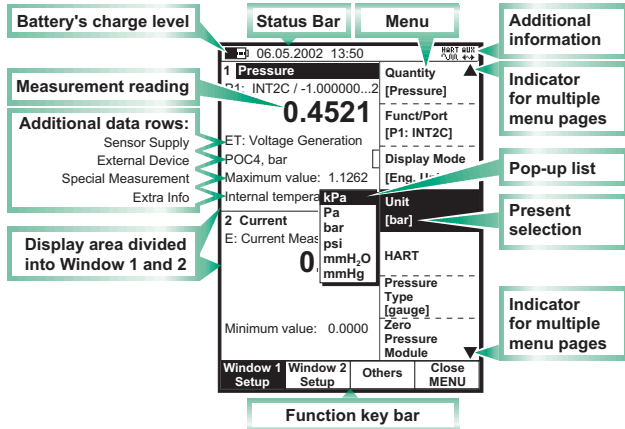 Battery's charge level
Status Bar
Menu
Additional
information
06.05.2002 13:50
HART AUX
1 Pressure
P1: INT2C / -1.000000...2
0.4521
ET: Voltage Generation
POC4, bar
Maximum value: 1.1262
Internal tempera
2 Current
E: Current Meas
0.
Minimum value: 0.0000
kPa
Pa
bar
psi
mmH2O
mmHg
Quantity
[Pressure]
Funct/Port
[P1: INT2C]
Display Mode
[Eng.
Unit
[bar]
HART
Pressure
Type
[gauge]
Zero
Pressure
Module
Window 1
Setup
Window 2
Setup
Others
Close
MENU
Measurement reading
Additional data rows:
Sensor Supply
External Device
Special Measurement
Extra Info
Display area divided
into Window 1 and 2
Indicator
for multiple
menu pages
Pop-up list
Present
selection
Indicator
for multiple
menu pages
Function key bar